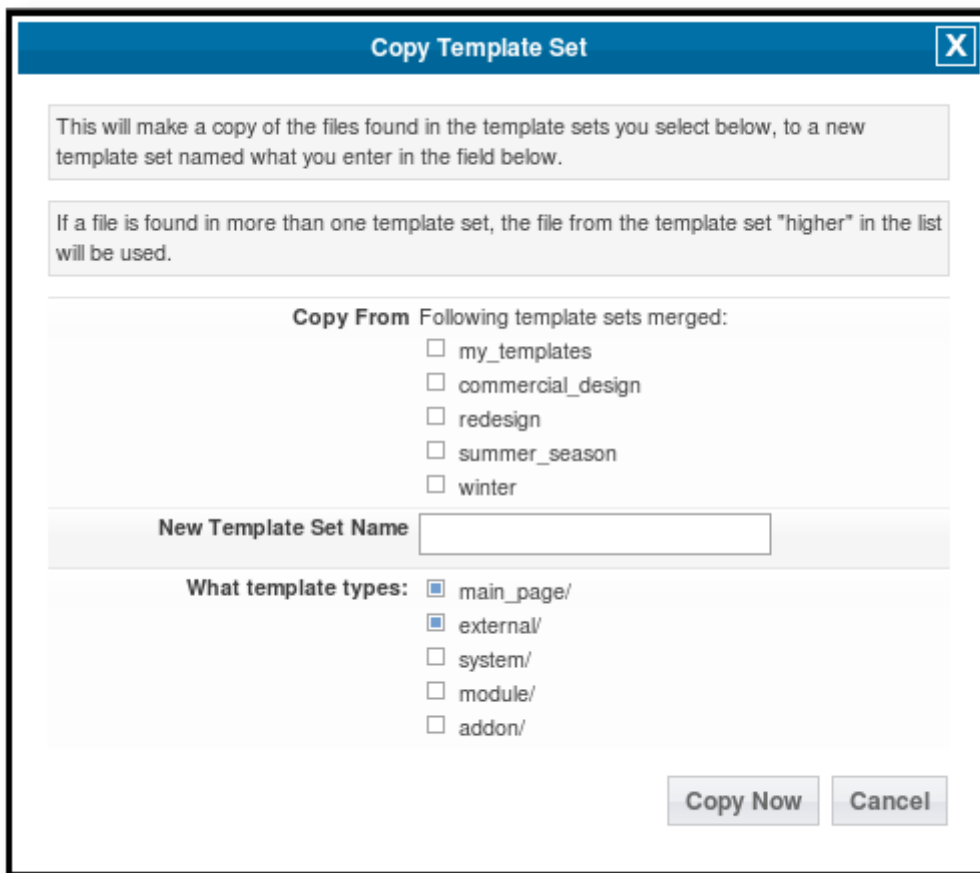 Copy Template Set X
This will make a copy of the files found in the template sets you select below, to a new
template set named what you enter in the field below.
If a file is found in more than one template set, the file from the template set "higher" in the list
will be used.
Copy From Following template sets merged:
my_templates
commercial_design
redesign
summer_season
winter
New Template Set Name
What template types: main_page/
external/
system/
module/
addon/
Copy Now Cancel